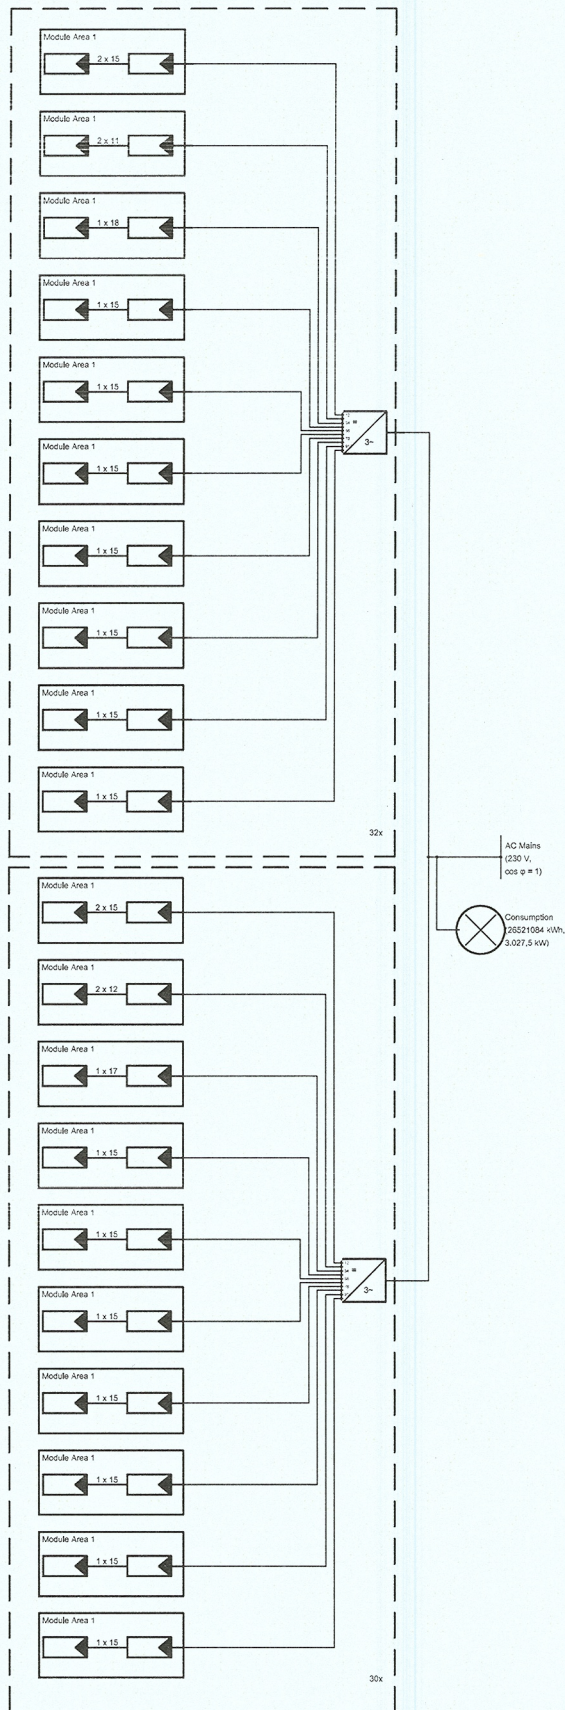 Module Area 1
2 x 15
Module Area 1
2 x 11
Module Area 1
1 x 18
Module Area 1
1 x 15
Module Area 1
1 x 15
3~
Module Area 1
1 x 15
Module Area 1
1 x 15
Module Area 1
1 x 15
Module Area 1
1 x 15
Module Area 1
1 x 15
32x
AC Mains
(230 V,
cos φ = 1)
Module Area 1
2 x 15
Consumption
(26521084 kWh,
3.027,5 kW)
Module Area 1
2 x 12
Module Area 1
1 x 17
Module Area 1
1 x 15
Module Area 1
1 x 15
3~
Module Area 1
1 x 15
Module Area 1
1 x 15
Module Area 1
1 x 15
Module Area 1
1 x 15
Module Area 1
1 x 15
30x